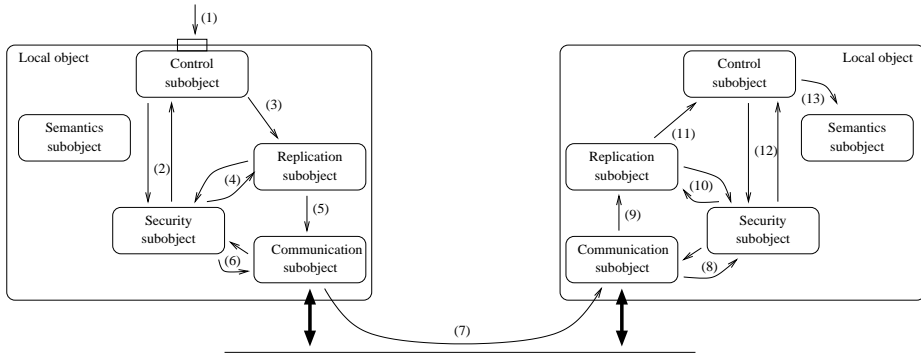 (1)
Local object
Control
subobject
(3)
Semantics
subobject
(2)
Replication
subobject
(4)
(5)
Security
subobject
(6)
Communication
subobject
(7)
Local object
Control
subobject
(13)
Semantics
subobject
(11)
(12)
Replication
subobject
(10)
(9)
Security
subobject
Communication
subobject
(8)